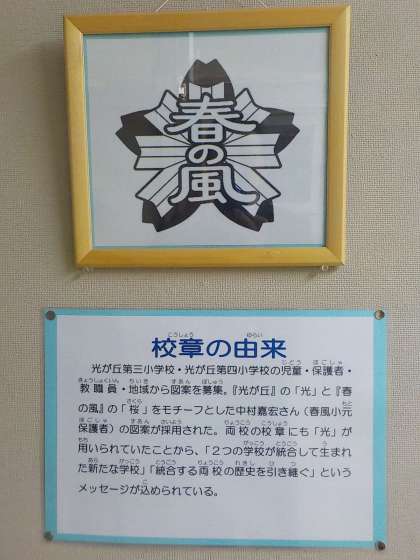 春の風
校章の由来
光が丘第三小学校・光が丘第四小学校の児童・保護者・
教職員・地域から図案を募集。『光が丘』の「光」と『春
の風』の「桜」をモチーフとした中村嘉宏さん（春風小元
保護者）の図案が採用された。両校の校章にも「光」が
用いられていたことから、「２つの学校が統合して生まれ
た新たな学校」「統合する両校の歴史を引き継ぐ」という
メッセージが込められている。